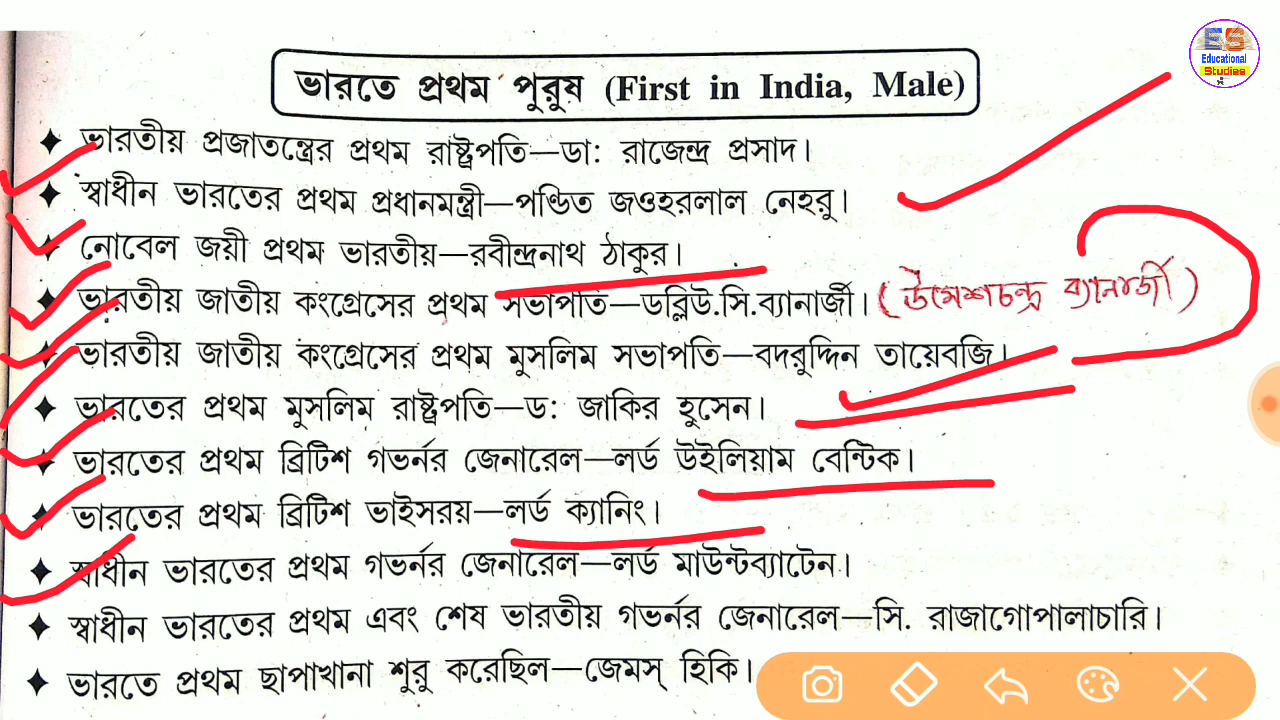 ES
Educational
Studies
ভারতে প্রথম পুরুষ (First in India, Male)
✦ ভারতীয় প্রজাতন্ত্রের প্রথম রাষ্ট্রপতি—ডা: রাজেন্দ্র প্রসাদ।
✦ স্বাধীন ভারতের প্রথম প্রধানমন্ত্রী—পণ্ডিত জওহরলাল নেহরু।
✦ নোবেল জয়ী প্রথম ভারতীয়—রবীন্দ্রনাথ ঠাকুর।
✦ ভারতীয় জাতীয় কংগ্রেসের প্রথম সভাপতি—ডব্লিউ.সি.ব্যানার্জী। (উমেশচন্দ্র ব্যানার্জী)
✦ ভারতীয় জাতীয় কংগ্রেসের প্রথম মুসলিম সভাপতি—বদরুদ্দিন তায়েবজি।
✦ ভারতের প্রথম মুসলিম রাষ্ট্রপতি—ড: জাকির হুসেন।
✦ ভারতের প্রথম ব্রিটিশ গভর্নর জেনারেল—লর্ড উইলিয়াম বেন্টিক।
✦ ভারতের প্রথম ব্রিটিশ ভাইসরয়—লর্ড ক্যানিং।
✦ স্বাধীন ভারতের প্রথম গভর্নর জেনারেল—লর্ড মাউন্টব্যাটেন।
✦ স্বাধীন ভারতের প্রথম এবং শেষ ভারতীয় গভর্নর জেনারেল—সি. রাজাগোপালাচারি।
✦ ভারতে প্রথম ছাপাখানা শুরু করেছিল—জেমস্ হিকি।